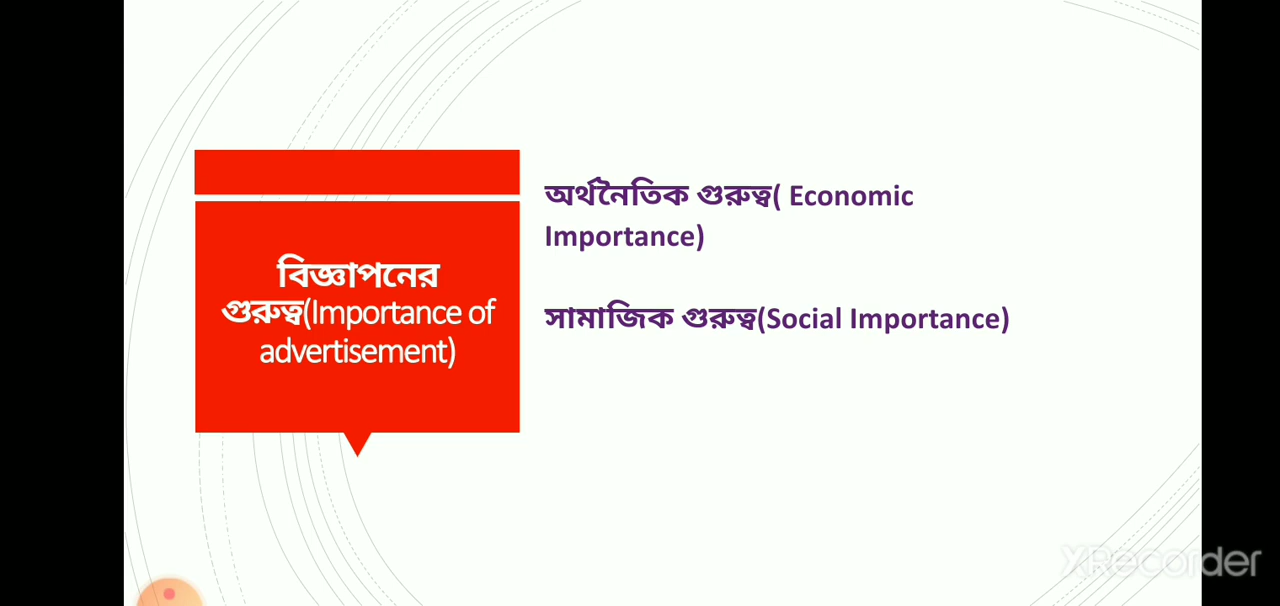 বিজ্ঞাপনের
গুরুত্ব(Importance of
advertisement)
অর্থনৈতিক গুরুত্ব( Economic
Importance)
সামাজিক গুরুত্ব(Social Importance)
XRecorder